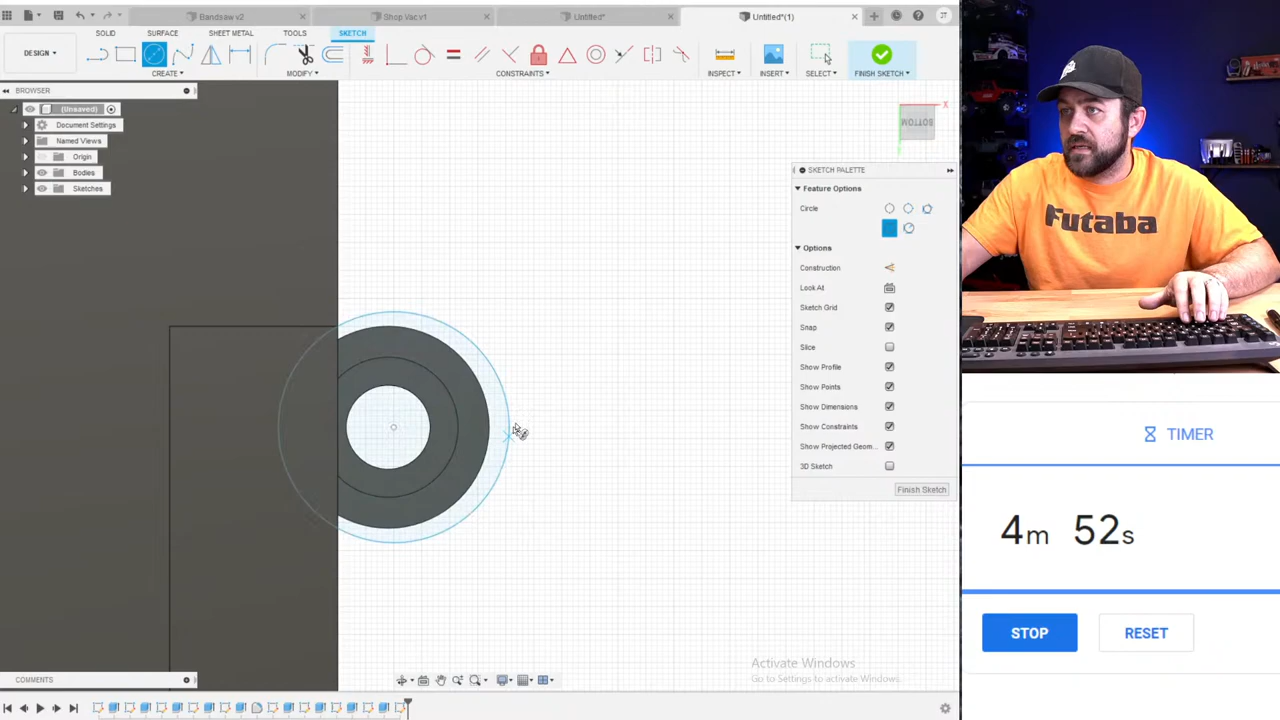 Bandsaw v2
Shop Vac v1
Untitled*
Untitled*(1)
JT
SOLID
SURFACE
SHEET METAL
TOOLS
SKETCH
DESIGN
CREATE
MODIFY
CONSTRAINTS
INSPECT
INSERT
SELECT
FINISH SKETCH
BROWSER
(Unsaved)
Document Settings
Named Views
Origin
Bodies
Sketches
X
BOTTOM
SKETCH PALETTE
Feature Options
Circle
Options
Construction
Look At
Sketch Grid
Snap
Slice
Show Profile
Show Points
Show Dimensions
Show Constraints
Show Projected Geom...
3D Sketch
Finish Sketch
Activate Windows
Go to Settings to activate Windows.
COMMENTS
Futaba
TIMER
4m 52s
STOP
RESET